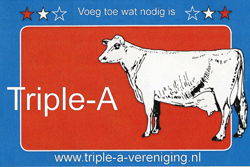 Voeg toe wat nodig is
Triple-A
www.triple-a-vereniging.nl